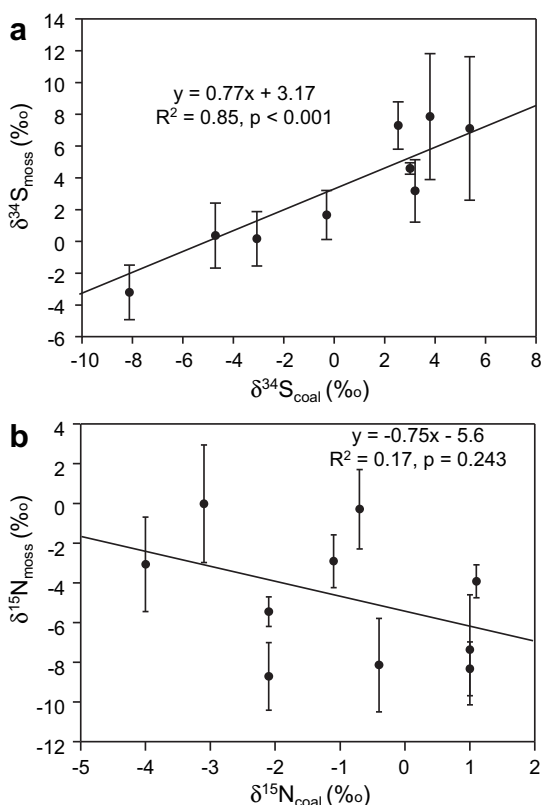 a
14
12
10
8
6
4
2
0
-2
-4
-6
δ34Smoss (‰)
y = 0.77x + 3.17
R² = 0.85, p < 0.001
-10 -8 -6 -4 -2 0 2 4 6 8
δ34Scoal (‰)
b
4
2
0
-2
-4
-6
-8
-10
-12
δ15Nmoss (‰)
y = -0.75x - 5.6
R² = 0.17, p = 0.243
-5 -4 -3 -2 -1 0 1 2
δ15Ncoal (‰)